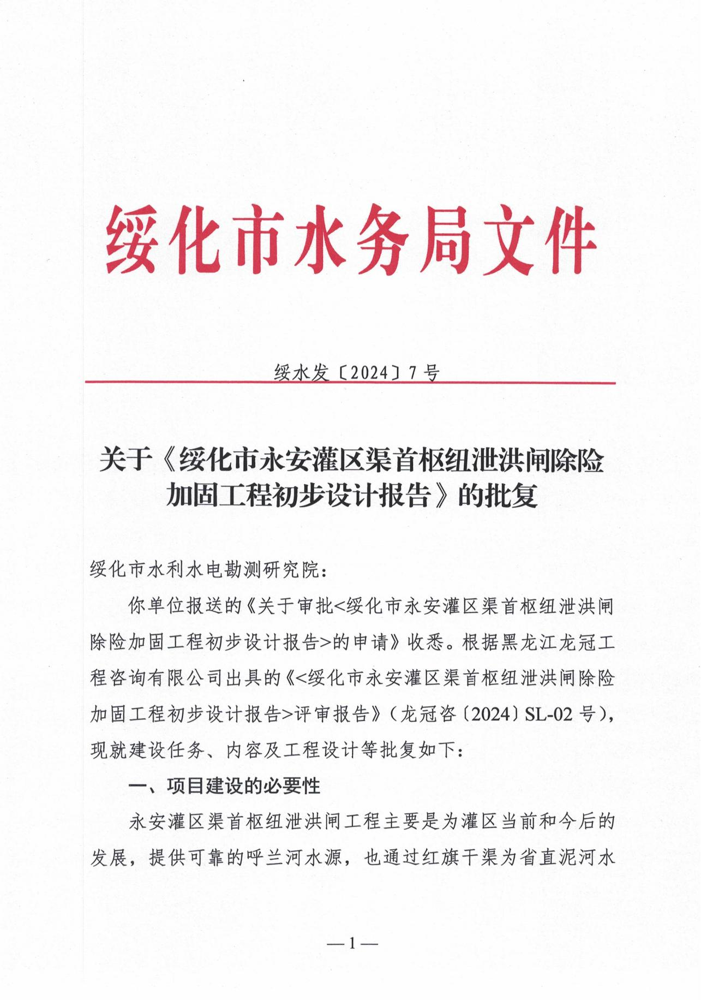 绥化市水务局文件
绥水发〔2024〕7 号
关于《绥化市永安灌区渠首枢纽泄洪闸除险
加固工程初步设计报告》的批复
绥化市水利水电勘测研究院：
你单位报送的《关于审批<绥化市永安灌区渠首枢纽泄洪闸
除险加固工程初步设计报告>的申请》收悉。根据黑龙江龙冠工
程咨询有限公司出具的《<绥化市永安灌区渠首枢纽泄洪闸除险
加固工程初步设计报告>评审报告》（龙冠咨〔2024〕SL-02 号），
现就建设任务、内容及工程设计等批复如下：
一、项目建设的必要性
永安灌区渠首枢纽泄洪闸工程主要是为灌区当前和今后的
发展，提供可靠的呼兰河水源，也通过红旗干渠为省直泥河水
— 1 —